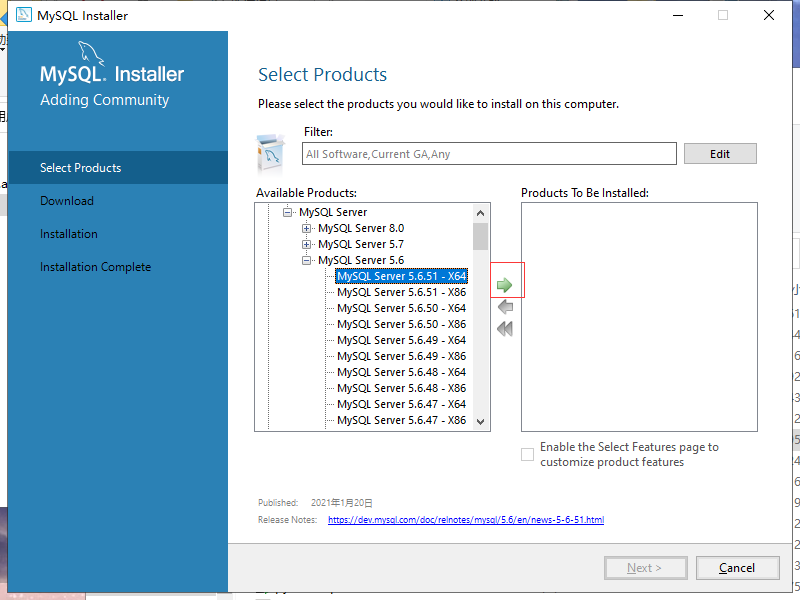 MySQL Installer
MySQL. Installer
Adding Community
Select Products
Download
Installation
Installation Complete
Select Products
Please select the products you would like to install on this computer.
Filter:
All Software,Current GA,Any
Edit
Available Products:
Products To Be Installed:
MySQL Server
MySQL Server 8.0
MySQL Server 5.7
MySQL Server 5.6
MySQL Server 5.6.51 - X64
MySQL Server 5.6.51 - X86
MySQL Server 5.6.50 - X64
MySQL Server 5.6.50 - X86
MySQL Server 5.6.49 - X64
MySQL Server 5.6.49 - X86
MySQL Server 5.6.48 - X64
MySQL Server 5.6.48 - X86
MySQL Server 5.6.47 - X64
MySQL Server 5.6.47 - X86
Enable the Select Features page to
customize product features
Published: 2021年1月20日
Release Notes: https://dev.mysql.com/doc/relnotes/mysql/5.6/en/news-5-6-51.html
Next >
Cancel